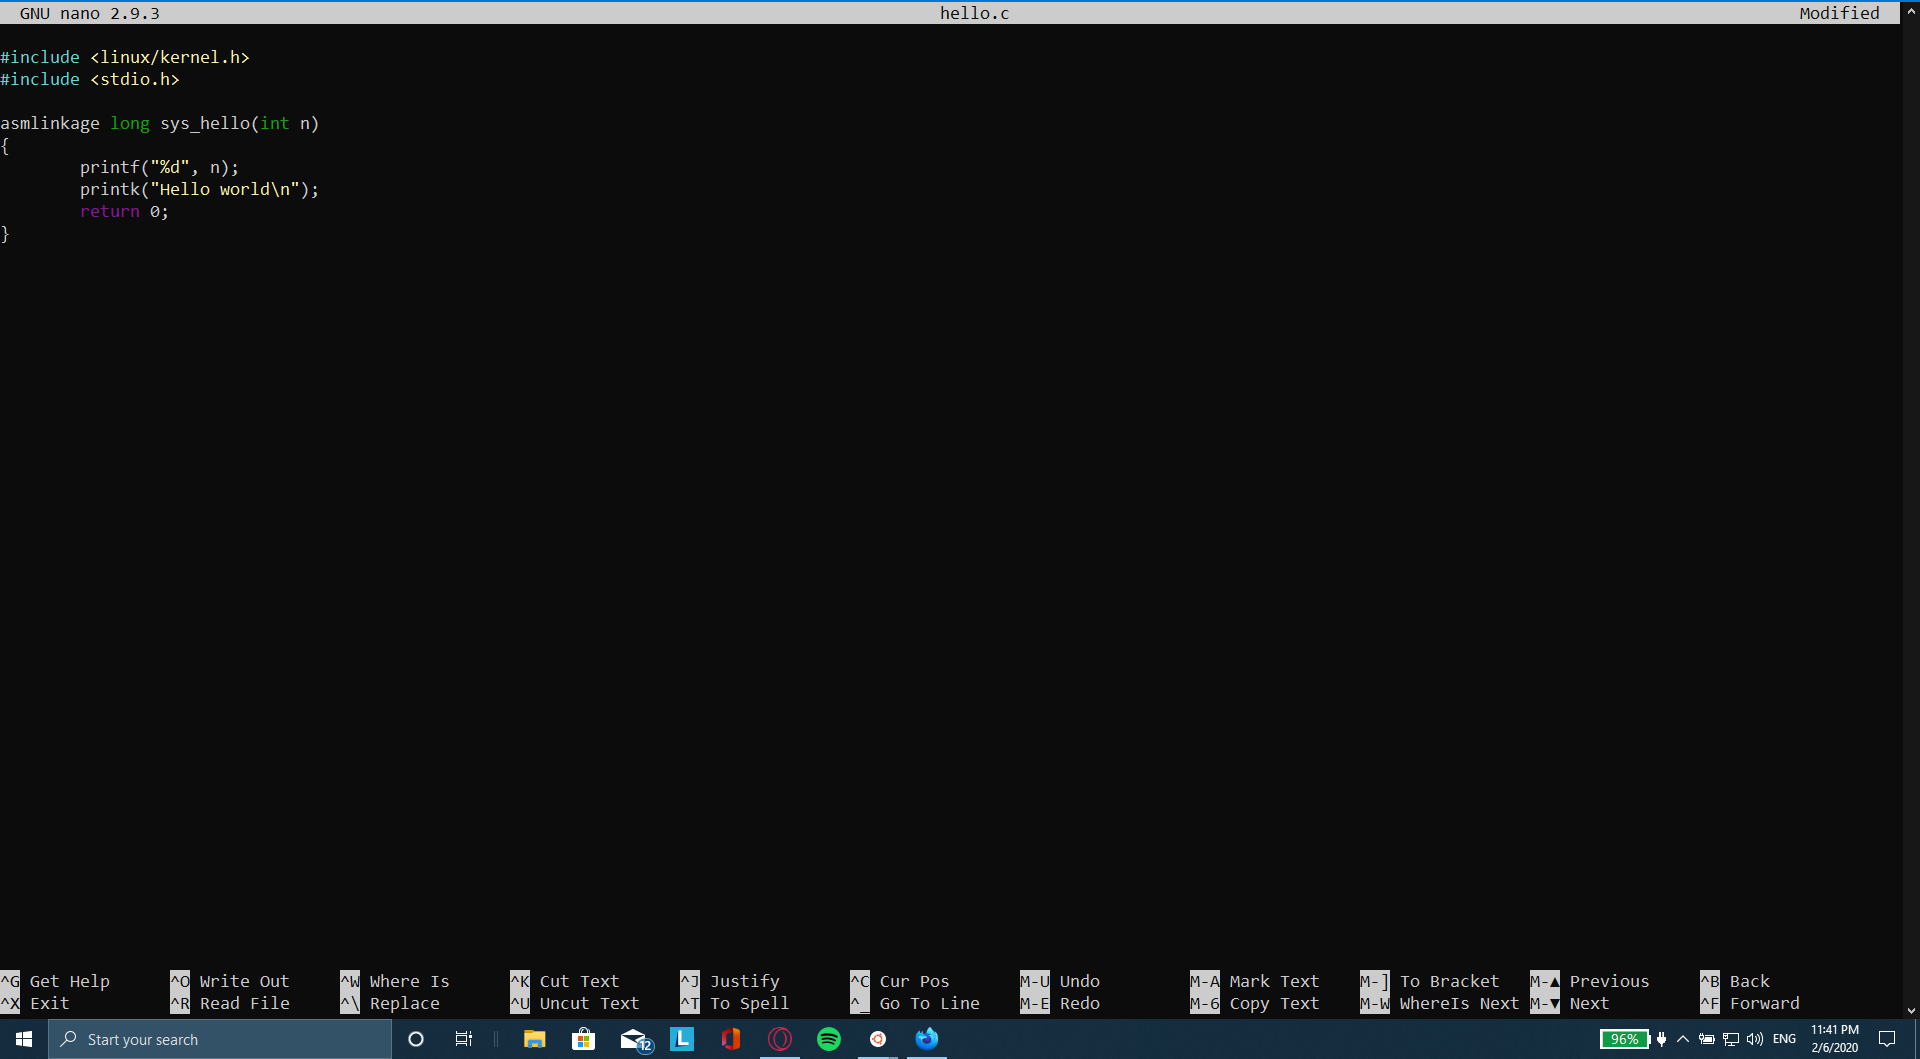 GNU nano 2.9.3 hello.c Modified
#include <linux/kernel.h>
#include <stdio.h>
asmlinkage long sys_hello(int n)
{
printf("%d", n);
printk("Hello world\n");
return 0;
}
^G Get Help ^O Write Out ^W Where Is ^K Cut Text ^J Justify ^C Cur Pos M-U Undo M-A Mark Text M-] To Bracket M-▲ Previous ^B Back
^X Exit ^R Read File ^\ Replace ^U Uncut Text ^T To Spell ^_ Go To Line M-E Redo M-6 Copy Text M-W WhereIs Next M-▼ Next ^F Forward
Start your search 12 L 96% ENG 11:41 PM
2/6/2020